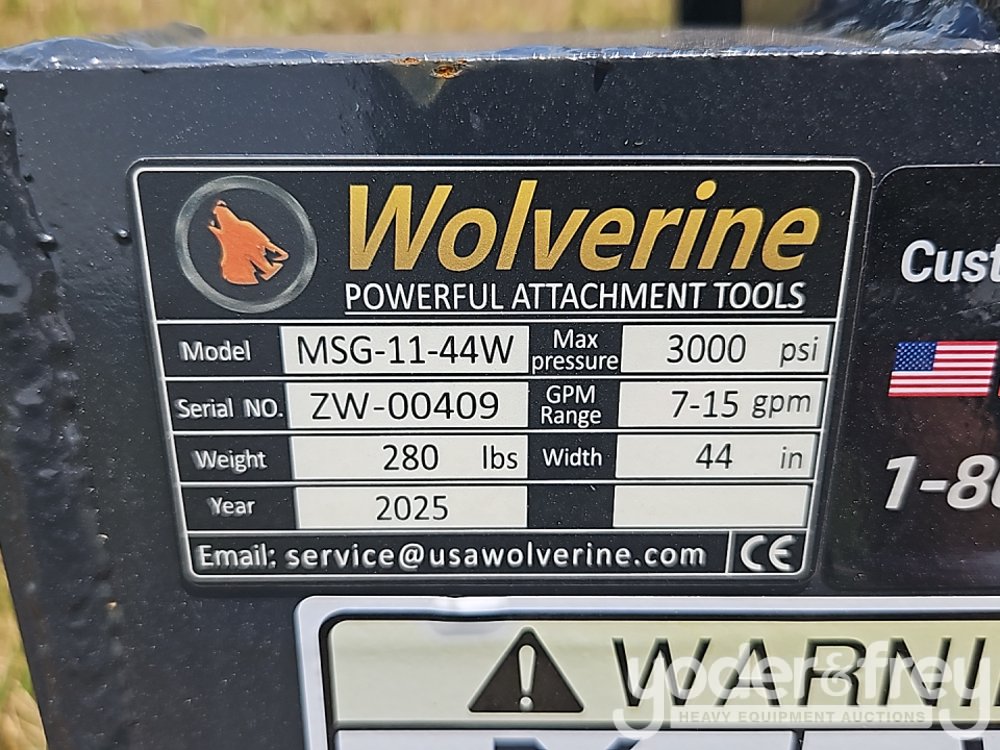 Wolverine
POWERFUL ATTACHMENT TOOLS
Model MSG-11-44W Max pressure 3000 psi
Serial NO. ZW-00409 GPM Range 7-15 gpm
Weight 280 lbs Width 44 in
Year 2025
Email: service@usawolverine.com CE
Cust
1-8
WARNI
yoder&frey
HEAVY EQUIPMENT AUCTIONS